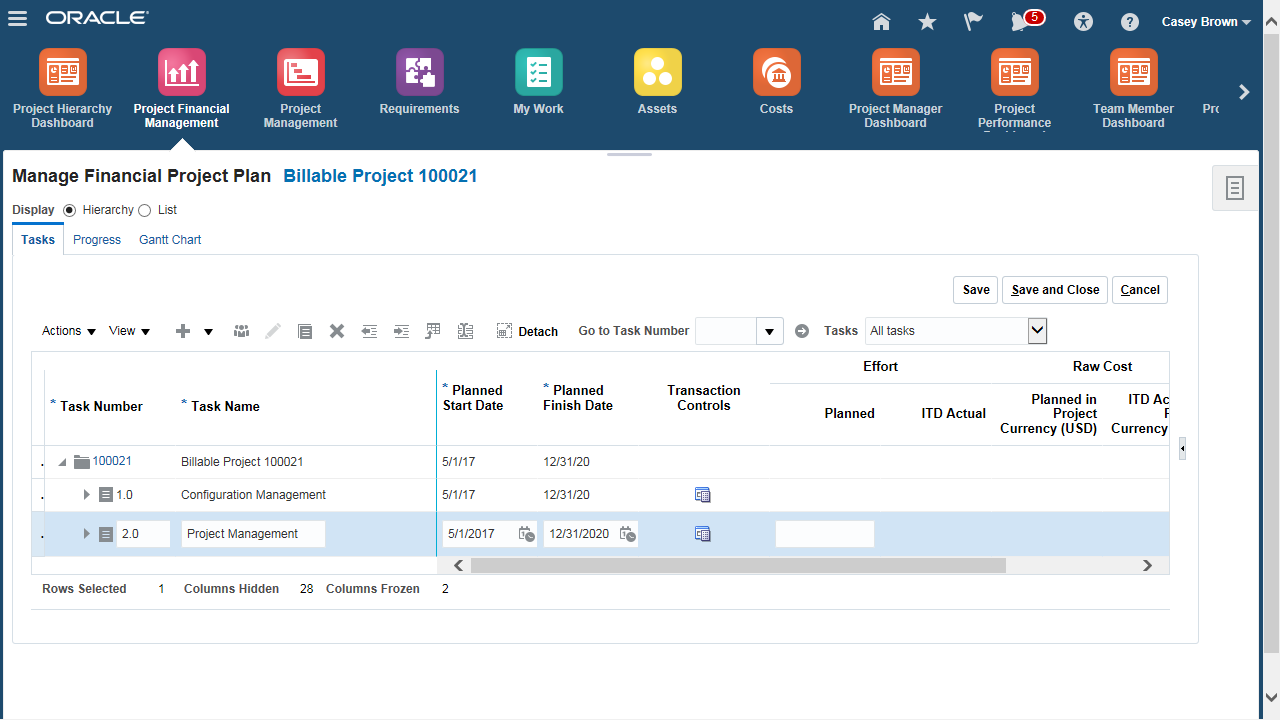 ORACLE
5
Casey Brown
Project Hierarchy
Dashboard
Project Financial
Management
Project
Management
Requirements
My Work
Assets
Costs
Project Manager
Dashboard
Project
Performance
Team Member
Dashboard
Manage Financial Project Plan Billable Project 100021
Display Hierarchy List
Tasks Progress Gantt Chart
Save Save and Close Cancel
Actions View Detach Go to Task Number Tasks All tasks
Effort Raw Cost
* Task Number
* Task Name
* Planned
Start Date
* Planned
Finish Date
Transaction
Controls
Planned
ITD Actual
Planned in
Project
Currency (USD)
ITD Ac
Currency
100021 Billable Project 100021 5/1/17 12/31/20
1.0 Configuration Management 5/1/17 12/31/20
2.0 Project Management 5/1/2017 12/31/2020
Rows Selected 1 Columns Hidden 28 Columns Frozen 2